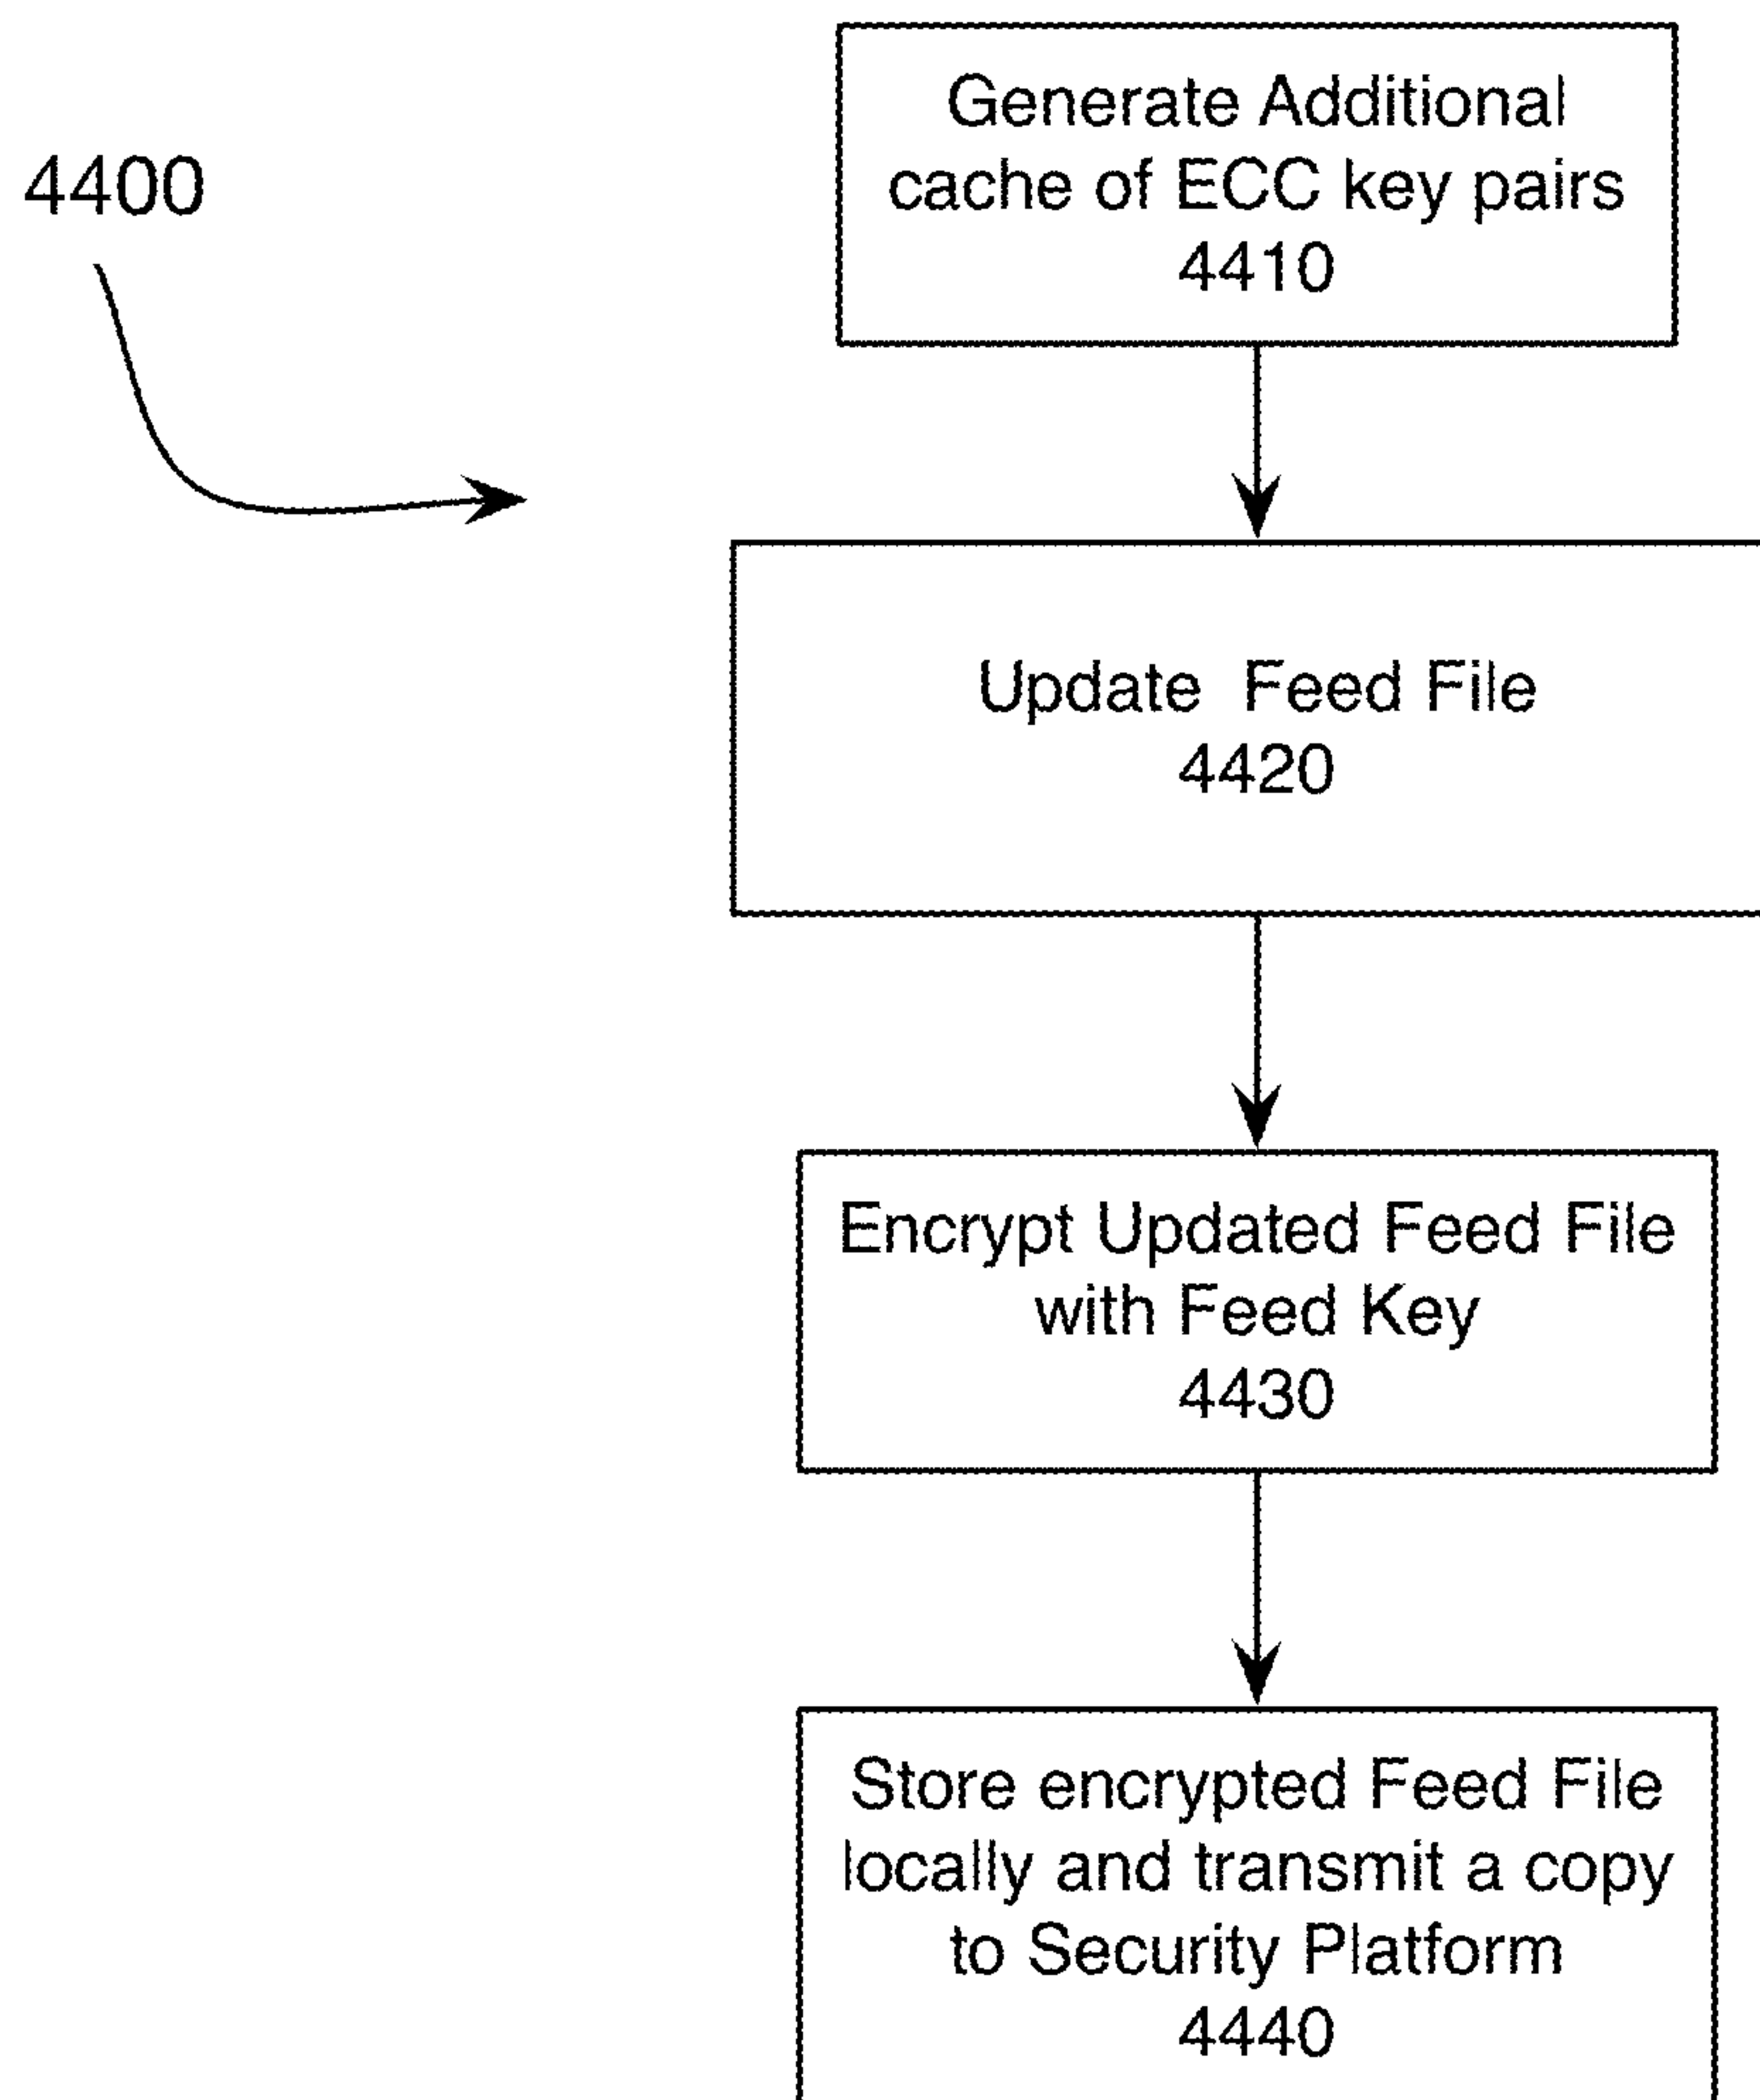 Generate Additional
cache of ECC key pairs
4410
4400
Update  Feed File
4420
Encrypt Updated Feed File
with Feed Key
4430
Store encrypted Feed File
locally and transmit a copy
to Security Platform
4440